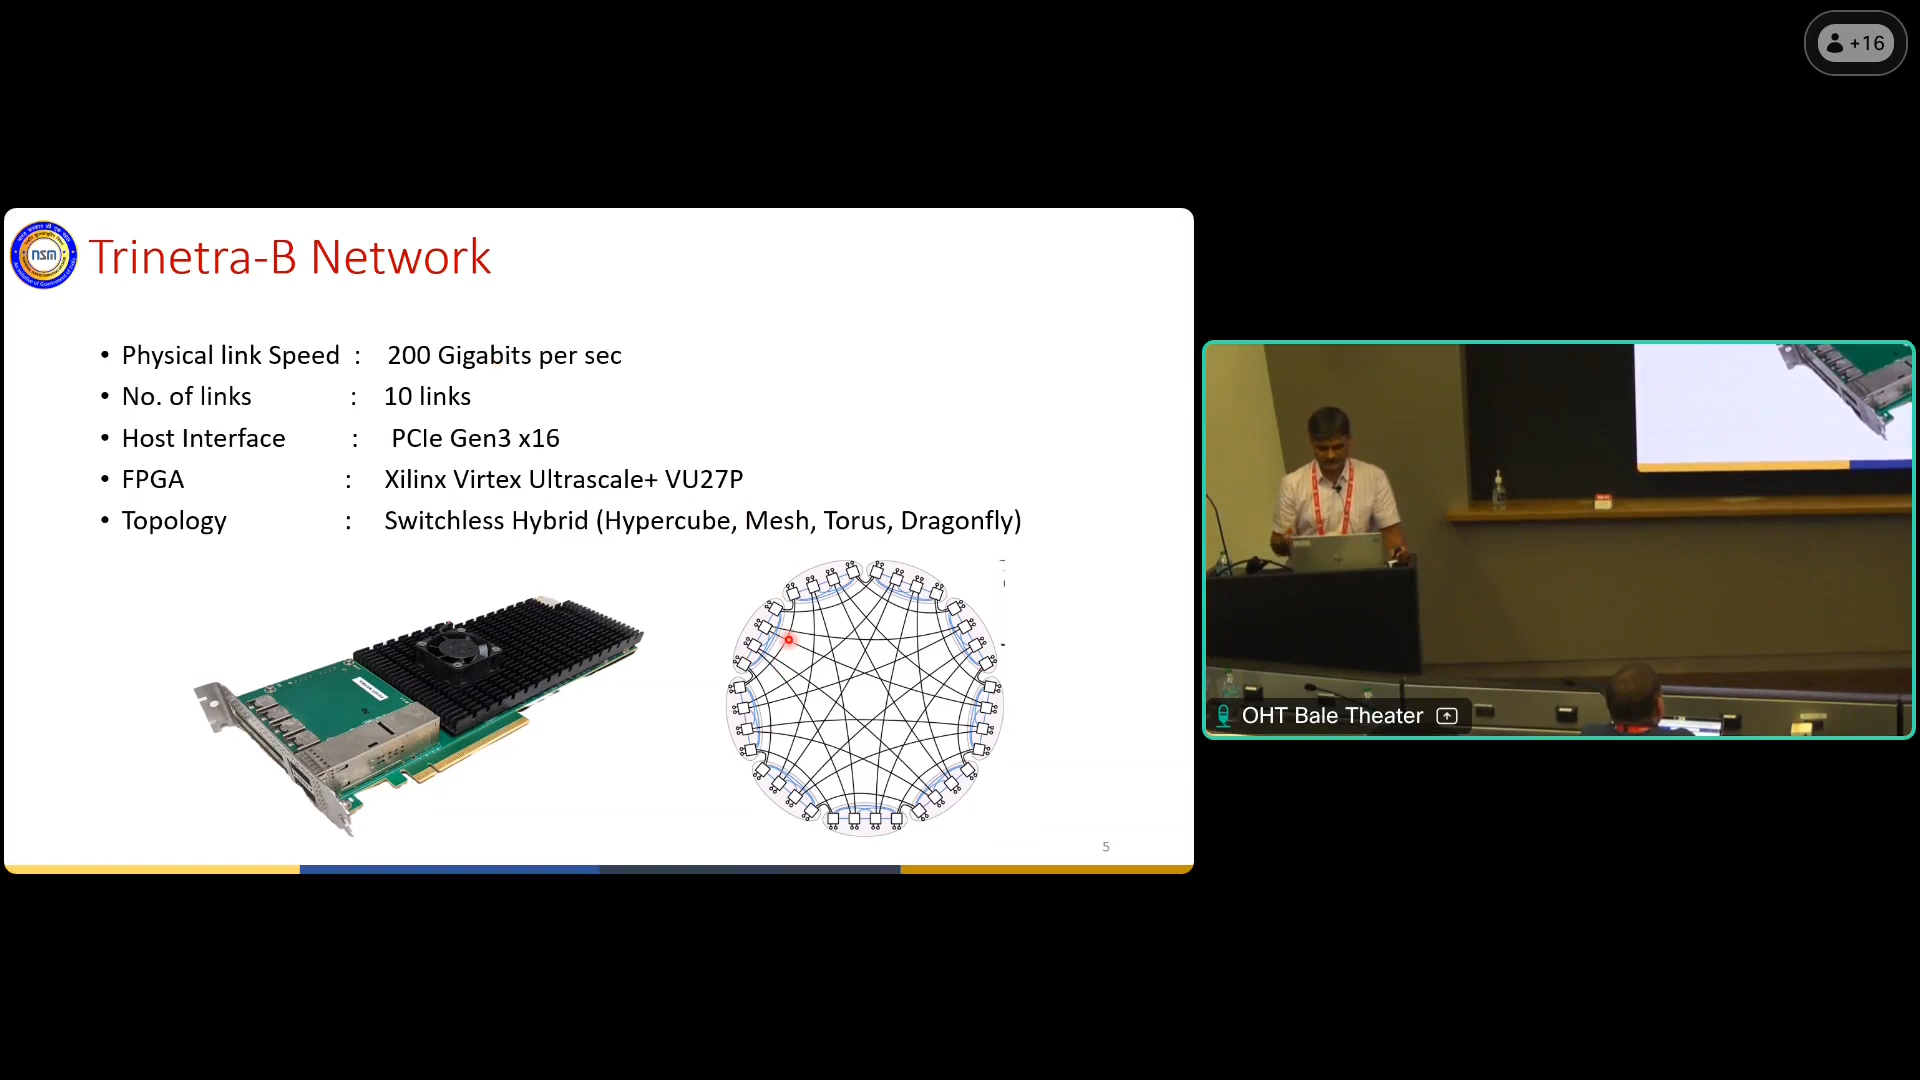 +16
nsm
Trinetra-B Network
• Physical link Speed : 200 Gigabits per sec
• No. of links : 10 links
• Host Interface : PCIe Gen3 x16
• FPGA : Xilinx Virtex Ultrascale+ VU27P
• Topology : Switchless Hybrid (Hypercube, Mesh, Torus, Dragonfly)
5
OHT Bale Theater